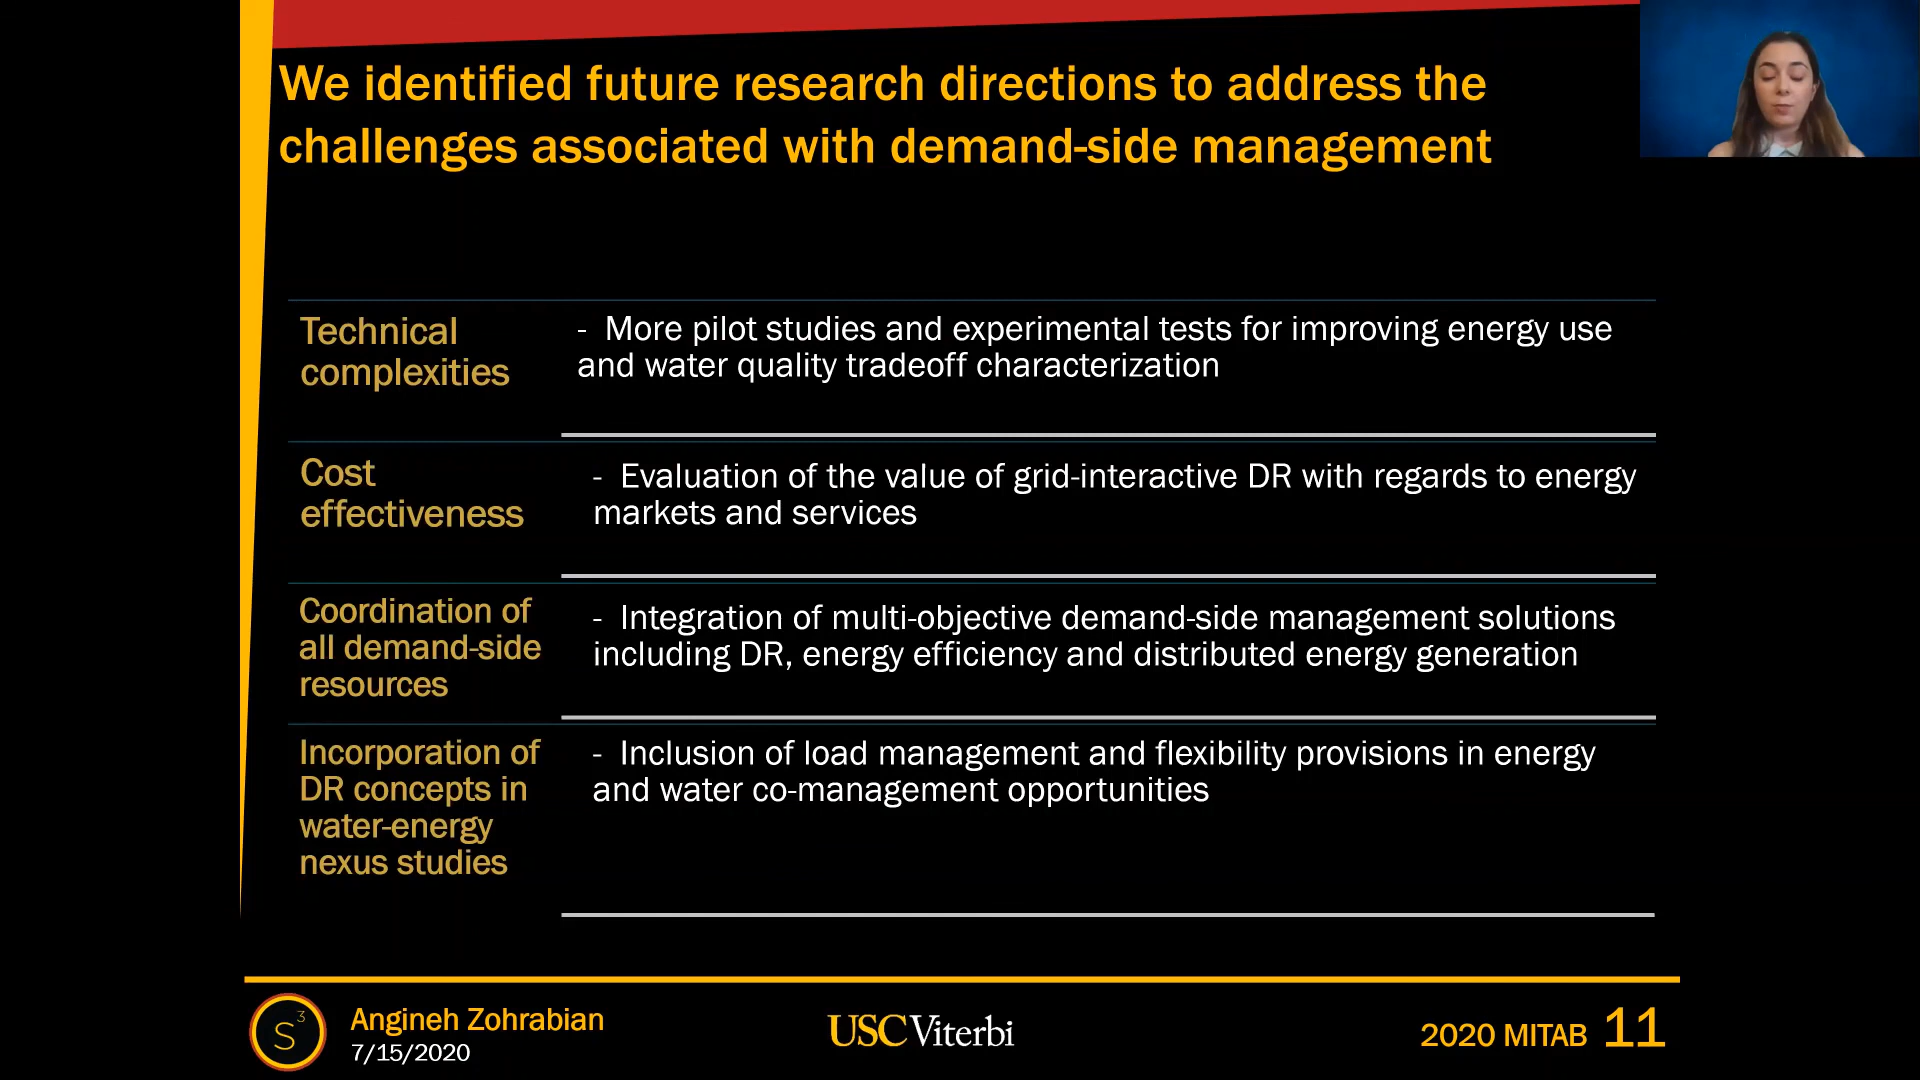 We identified future research directions to address the
challenges associated with demand-side management
Technical
complexities
- More pilot studies and experimental tests for improving energy use
and water quality tradeoff characterization
Cost
effectiveness
- Evaluation of the value of grid-interactive DR with regards to energy
markets and services
Coordination of
all demand-side
resources
- Integration of multi-objective demand-side management solutions
including DR, energy efficiency and distributed energy generation
Incorporation of
DR concepts in
water-energy
nexus studies
- Inclusion of load management and flexibility provisions in energy
and water co-management opportunities
S3
Angineh Zohrabian
7/15/2020
USC Viterbi
2020 MITAB 11